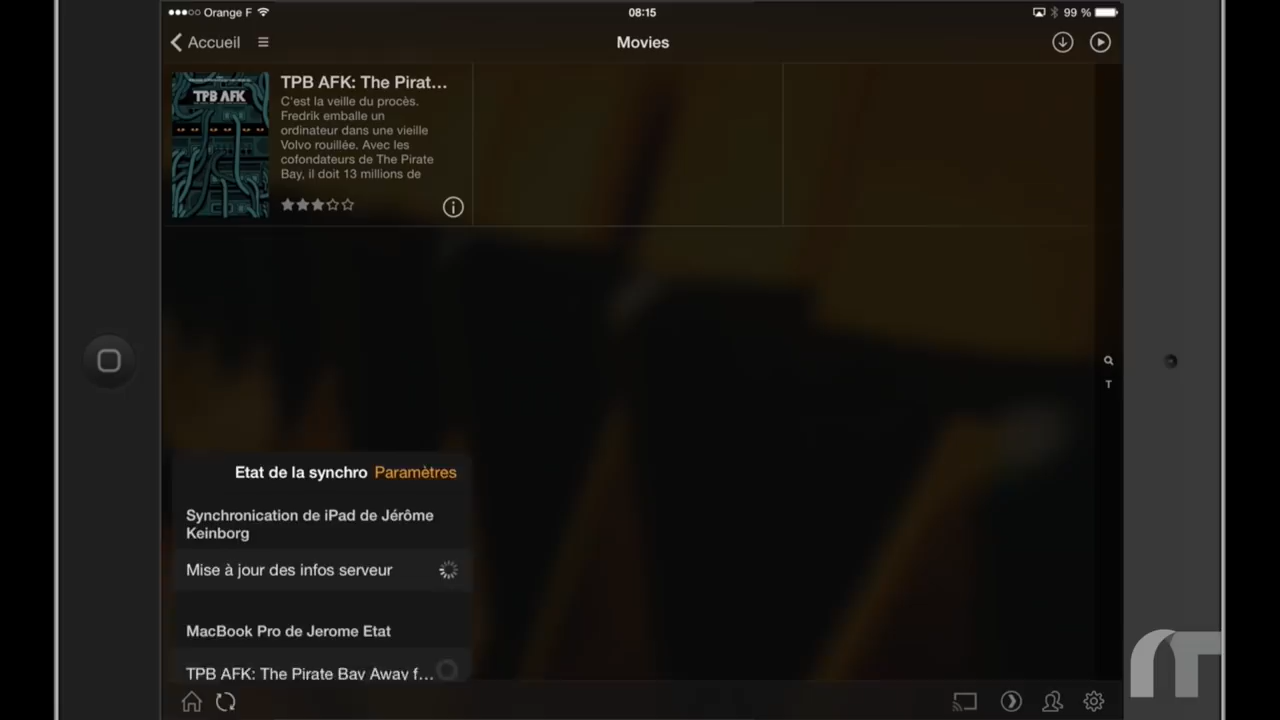 Orange F
08:15
99 %
Accueil
Movies
TPB AFK
TPB AFK: The Pirat...
C'est la veille du procès.
Fredrik emballe un
ordinateur dans une vieille
Volvo rouillée. Avec les
cofondateurs de The Pirate
Bay, il doit 13 millions de
T
Etat de la synchro Paramètres
Synchronication de iPad de Jérôme
Keinborg
Mise à jour des infos serveur
MacBook Pro de Jerome Etat
TPB AFK: The Pirate Bay Away f...